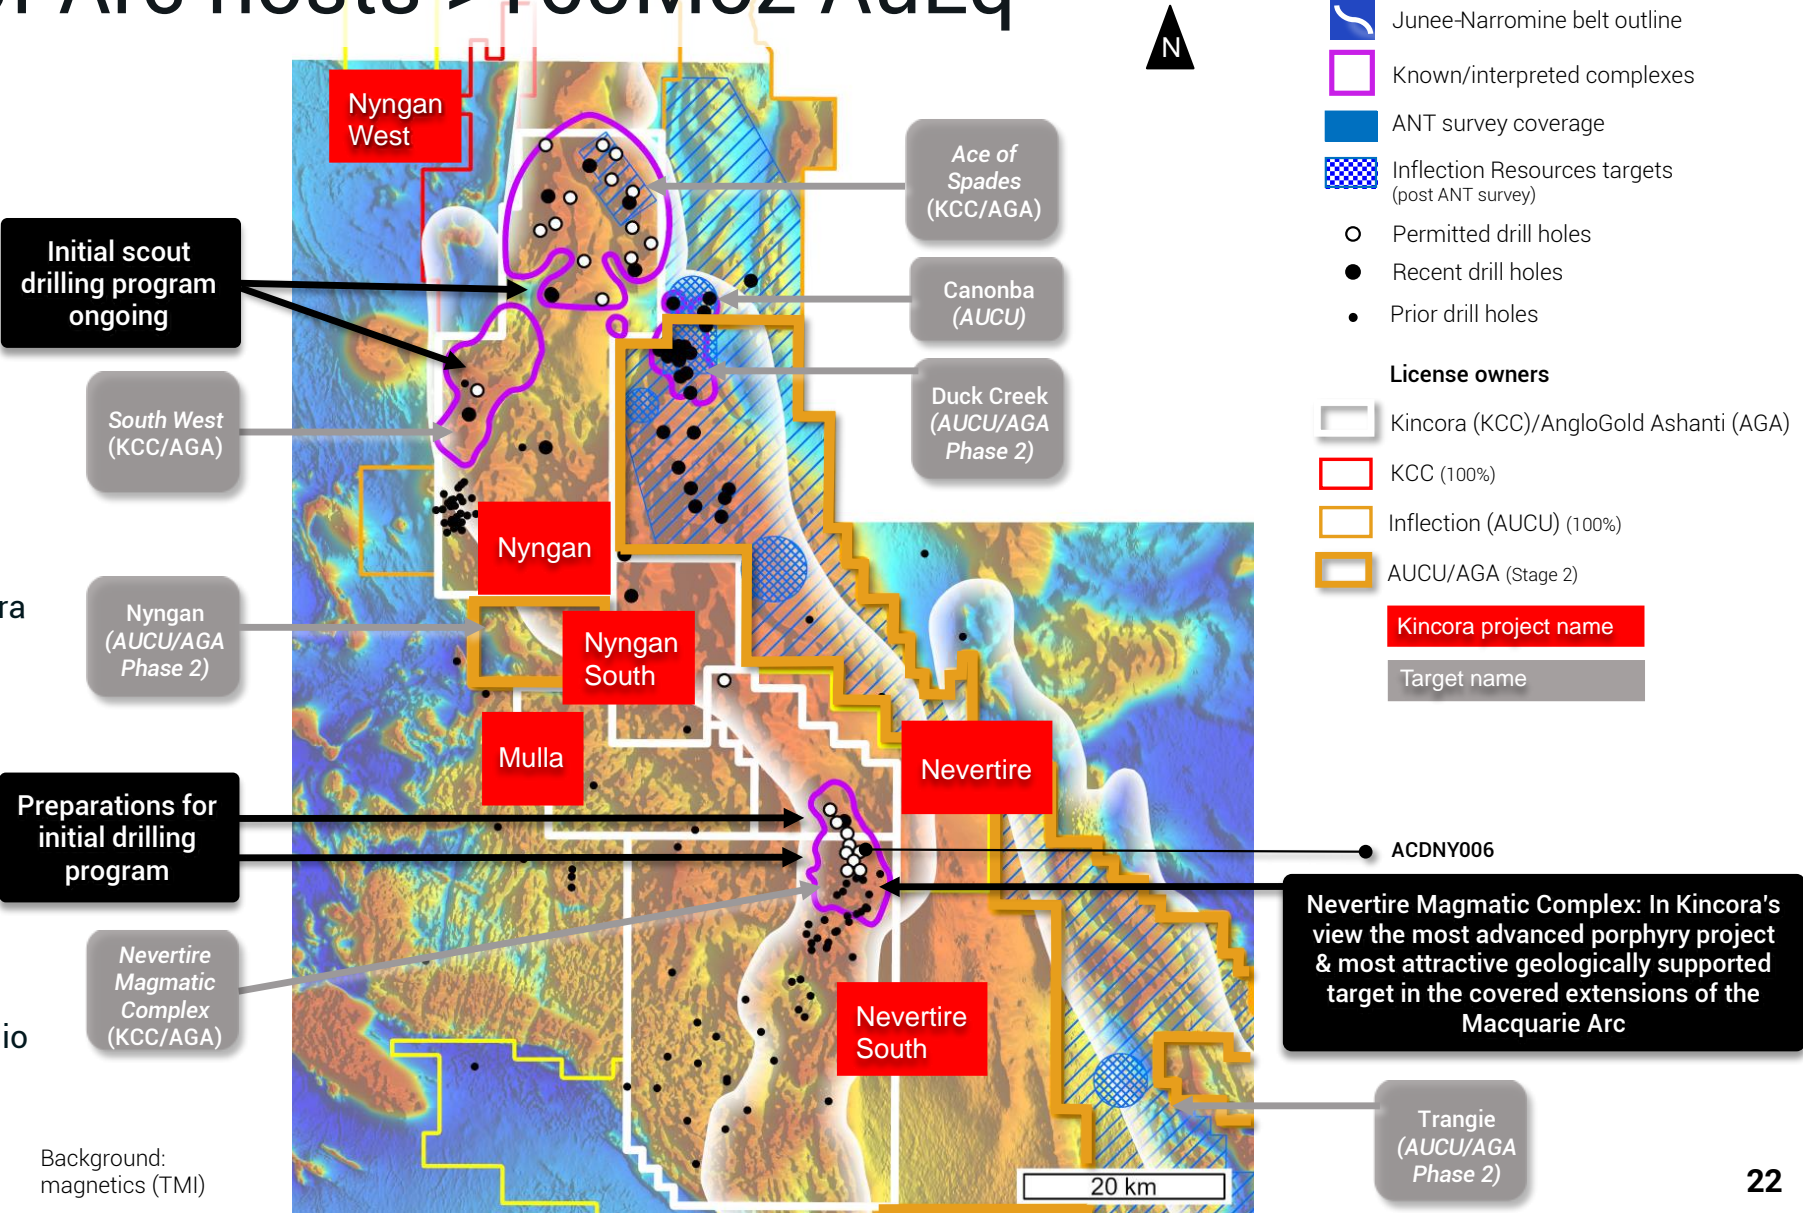 N
Junee-Narromine belt outline
Known/interpreted complexes
ANT survey coverage
Inflection Resources targets
(post ANT survey)
Permitted drill holes
Recent drill holes
Prior drill holes
License owners
Kincora (KCC)/AngloGold Ashanti (AGA)
KCC (100%)
Inflection (AUCU) (100%)
AUCU/AGA (Stage 2)
Kincora project name
Target name
Nyngan
West
Ace of
Spades
(KCC/AGA)
Initial scout
drilling program
ongoing
Canonba
(AUCU)
Duck Creek
(AUCU/AGA
Phase 2)
South West
(KCC/AGA)
Nyngan
ra
Nyngan
(AUCU/AGA
Phase 2)
Nyngan
South
Mulla
Nevertire
Preparations for
initial drilling
program
ACDNY006
Nevertire Magmatic Complex: In Kincora's
view the most advanced porphyry project
& most attractive geologically supported
target in the covered extensions of the
Macquarie Arc
Nevertire
Magmatic
Complex
(KCC/AGA)
io
Nevertire
South
Trangie
(AUCU/AGA
Phase 2)
Background:
magnetics (TMI)
20 km
22